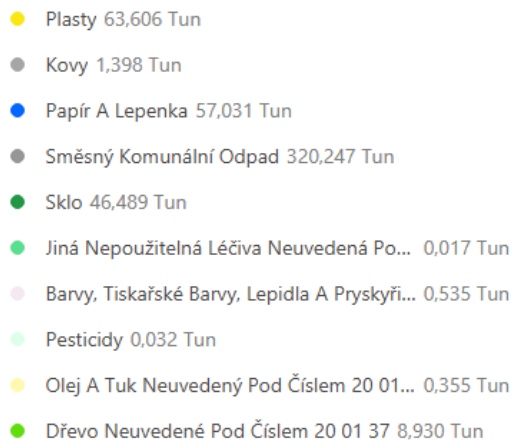 Plasty 63,606 Tun
Kovy 1,398 Tun
Papír A Lepenka 57,031 Tun
Směsný Komunální Odpad 320,247 Tun
Sklo 46,489 Tun
Jiná Nepoužitelná Léčiva Neuvedená Po... 0,017 Tun
Barvy, Tiskařské Barvy, Lepidla A Pryskyři... 0,535 Tun
Pesticidy 0,032 Tun
Olej A Tuk Neuvedený Pod Číslem 20 01... 0,355 Tun
Dřevo Neuvedené Pod Číslem 20 01 37 8,930 Tun